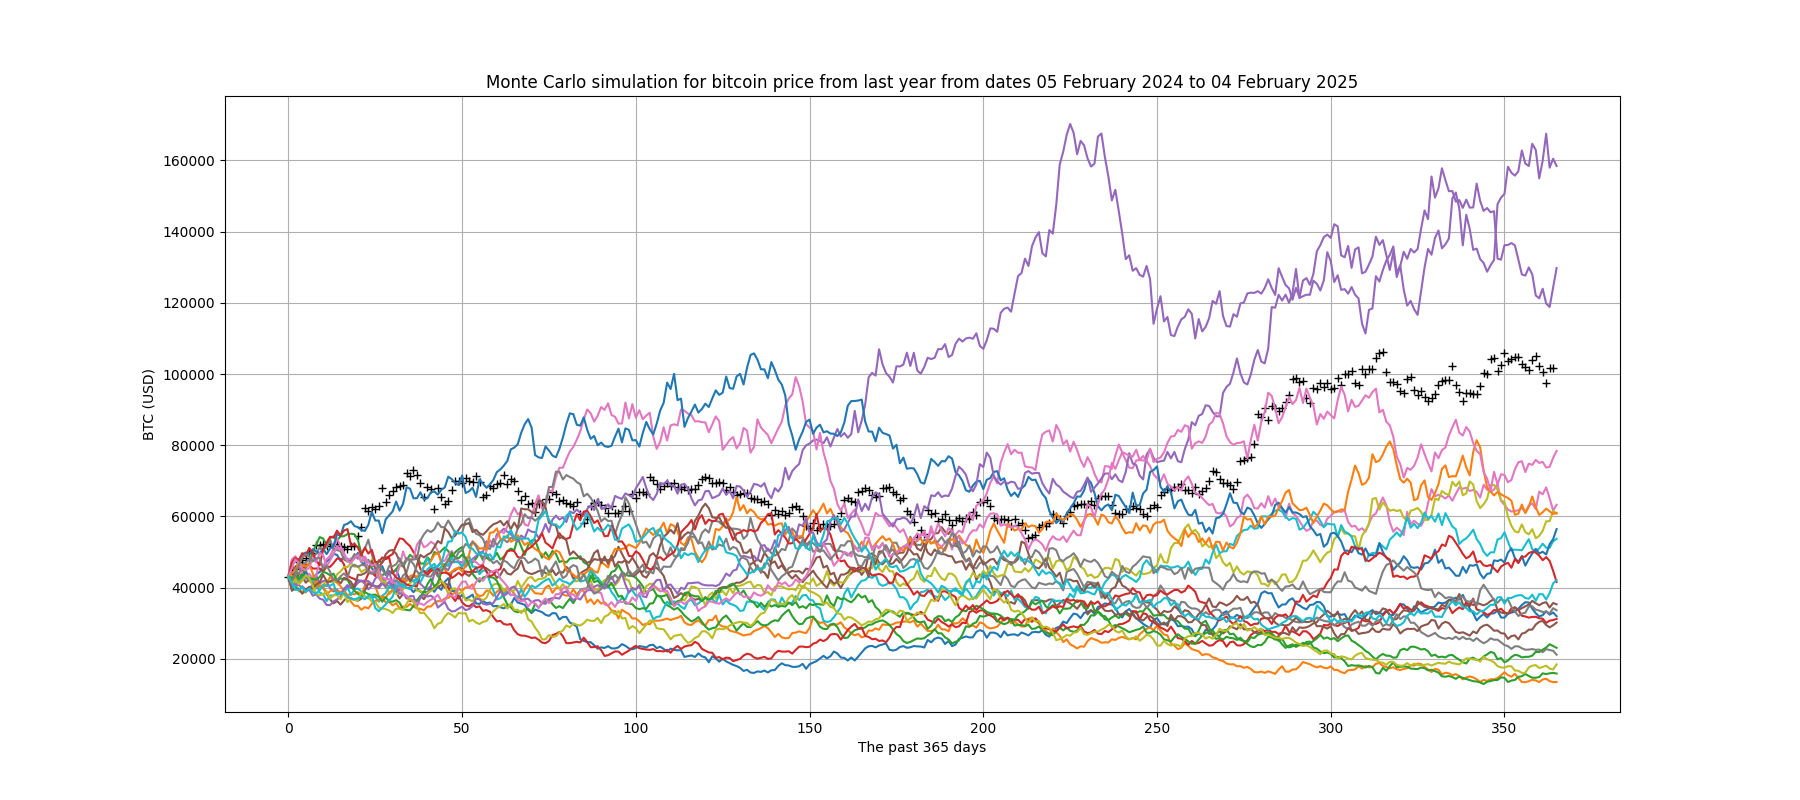 Monte Carlo simulation for bitcoin price from last year from dates 05 February 2024 to 04 February 2025
160000
140000
120000
100000
80000
60000
40000
20000
BTC (USD)
0 50 100 150 200 250 300 350
The past 365 days